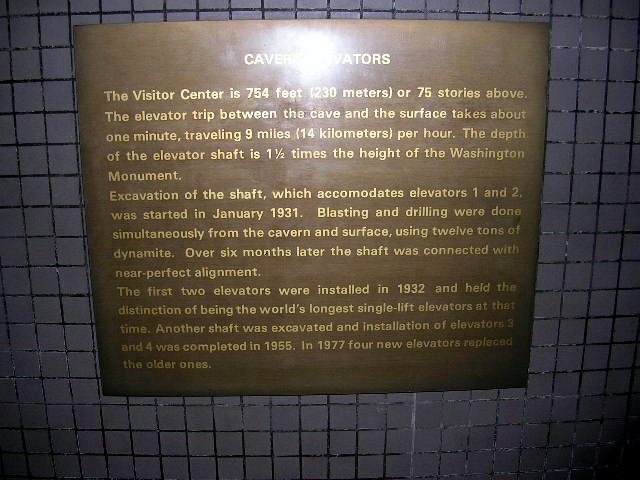 CAVERN ELEVATORS
The Visitor Center is 754 feet (230 meters) or 75 stories above.
The elevator trip between the cave and the surface takes about
one minute, traveling 9 miles (14 kilometers) per hour. The depth
of the elevator shaft is 1½ times the height of the Washington
Monument.
Excavation of the shaft, which accomodates elevators 1 and 2,
was started in January 1931. Blasting and drilling were done
simultaneously from the cavern and surface, using twelve tons of
dynamite. Over six months later the shaft was connected with
near-perfect alignment.
The first two elevators were installed in 1932 and held the
distinction of being the world's longest single-lift elevators at that
time. Another shaft was excavated and installation of elevators 3
and 4 was completed in 1955. In 1977 four new elevators replaced
the older ones.